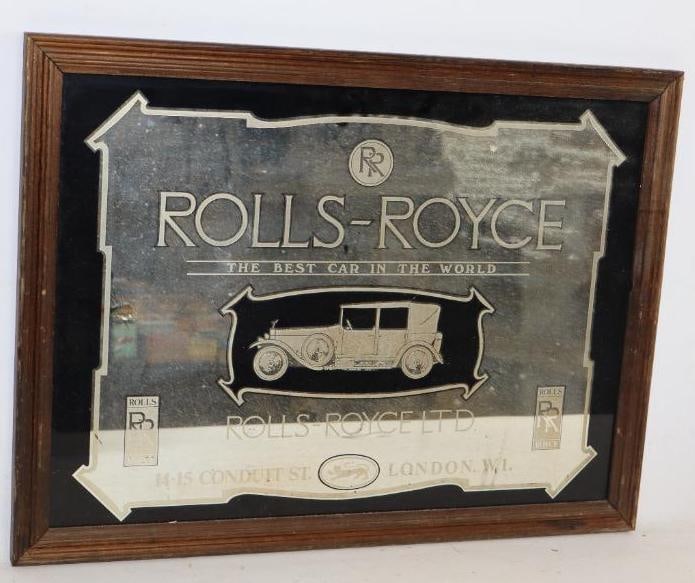 RR
ROLLS-ROYCE
THE BEST CAR IN THE WORLD
ROLLS-ROYCE LTD.
ROLLS
RR
ROLLS
RR
ROYCE
14-15 CONDUIT ST. LONDON. W.1.